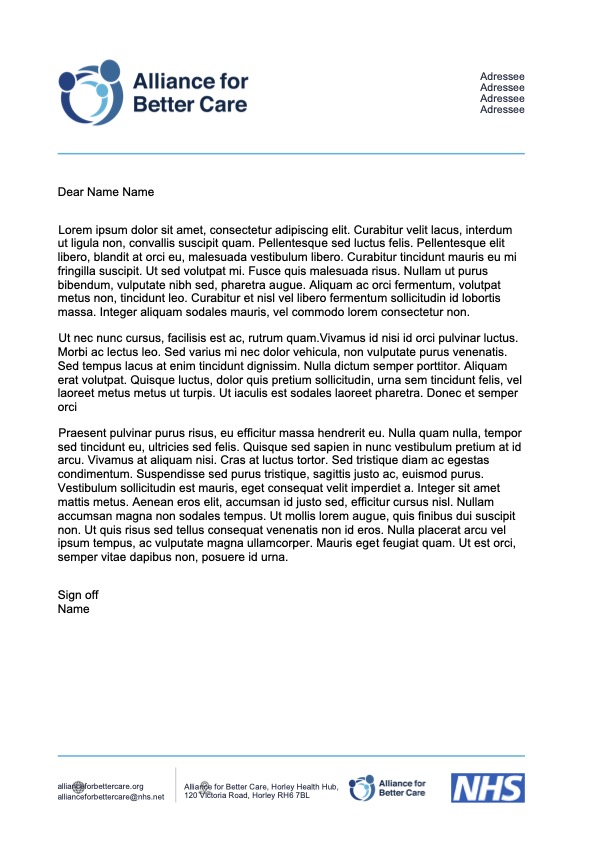 Alliance for
Better Care
Adressee
Adressee
Adressee
Adressee
Dear Name Name
Lorem ipsum dolor sit amet, consectetur adipiscing elit. Curabitur velit lacus, interdum
ut ligula non, convallis suscipit quam. Pellentesque sed luctus felis. Pellentesque elit
libero, blandit at orci eu, malesuada vestibulum libero. Curabitur tincidunt mauris eu mi
fringilla suscipit. Ut sed volutpat mi. Fusce quis malesuada risus. Nullam ut purus
bibendum, vulputate nibh sed, pharetra augue. Aliquam ac orci fermentum, volutpat
metus non, tincidunt leo. Curabitur et nisl vel libero fermentum sollicitudin id lobortis
massa. Integer aliquam sodales mauris, vel commodo lorem consectetur non.
Ut nec nunc cursus, facilisis est ac, rutrum quam.Vivamus id nisi id orci pulvinar luctus.
Morbi ac lectus leo. Sed varius mi nec dolor vehicula, non vulputate purus venenatis.
Sed tempus lacus at enim tincidunt dignissim. Nulla dictum semper porttitor. Aliquam
erat volutpat. Quisque luctus, dolor quis pretium sollicitudin, urna sem tincidunt felis, vel
laoreet metus metus ut turpis. Ut iaculis est sodales laoreet pharetra. Donec et semper
orci
Praesent pulvinar purus risus, eu efficitur massa hendrerit eu. Nulla quam nulla, tempor
sed tincidunt eu, ultricies sed felis. Quisque sed sapien in nunc vestibulum pretium at id
arcu. Vivamus at aliquam nisi. Cras at luctus tortor. Sed tristique diam ac egestas
condimentum. Suspendisse sed purus tristique, sagittis justo ac, euismod purus.
Vestibulum sollicitudin est mauris, eget consequat velit imperdiet a. Integer sit amet
mattis metus. Aenean eros elit, accumsan id justo sed, efficitur cursus nisl. Nullam
accumsan magna non sodales tempus. Ut mollis lorem augue, quis finibus dui suscipit
non. Ut quis risus sed tellus consequat venenatis non id eros. Nulla placerat arcu vel
ipsum tempus, ac vulputate magna ullamcorper. Mauris eget feugiat quam. Ut est orci,
semper vitae dapibus non, posuere id urna.
Sign off
Name
allianceforbettercare.org
allianceforbettercare@nhs.net
Alliance for Better Care, Horley Health Hub,
120 Victoria Road, Horley RH6 7BL
Alliance for
Better Care
NHS